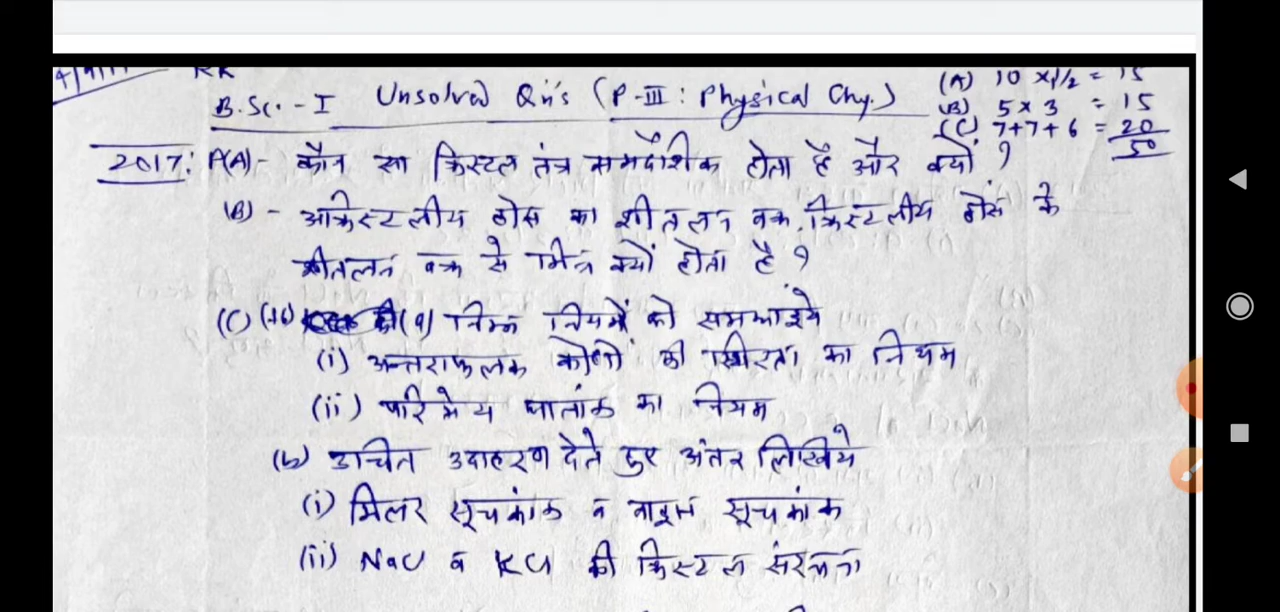 B.Sc. - I Unsolved Qn's (P-III : Physical Chy.)
(A) 10 x 1/2 = 15
(B) 5 x 3 = 15
(C) 7+7+6 = 20
50
2017: (A)- कौन सा क्रिस्टल तंत्र समदैशिक होता है और क्यों ?
(B) - अक्रिस्टलीय ठोस का शीतलन वक्र क्रिस्टलीय ठोस के
शीतलन वक्र से भिन्न क्यों होता है ?
(C) (a) निम्न नियमों को समझाइये
(i) अन्तराफलक कोणों की स्थिरता का नियम
(ii) परिमेय घातांक का नियम
(b) उचित उदाहरण देते हुए अंतर लिखिये
(i) मिलर सूचकांक व वाइस सूचकांक
(ii) NaCl व KCl की क्रिस्टल संरचना